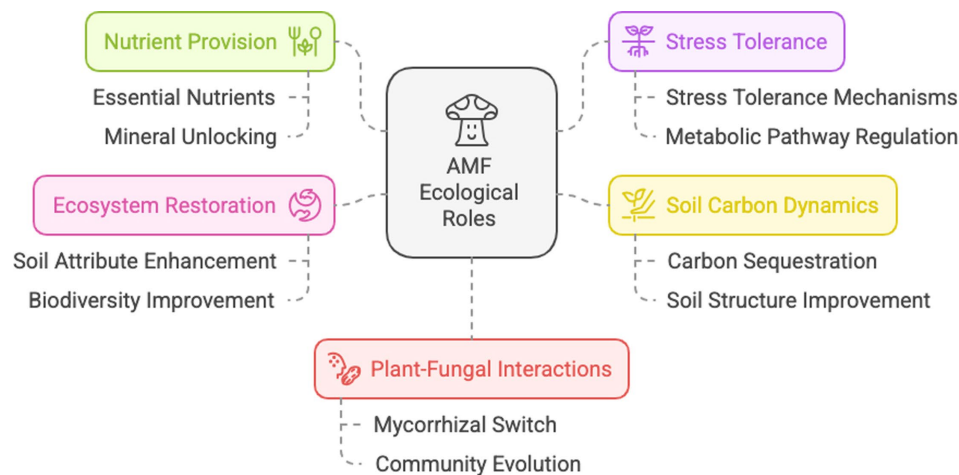 Nutrient Provision
Essential Nutrients
Mineral Unlocking
Ecosystem Restoration
Soil Attribute Enhancement
Biodiversity Improvement
AMF
Ecological
Roles
Stress Tolerance
Stress Tolerance Mechanisms
Metabolic Pathway Regulation
Soil Carbon Dynamics
Carbon Sequestration
Soil Structure Improvement
Plant-Fungal Interactions
Mycorrhizal Switch
Community Evolution